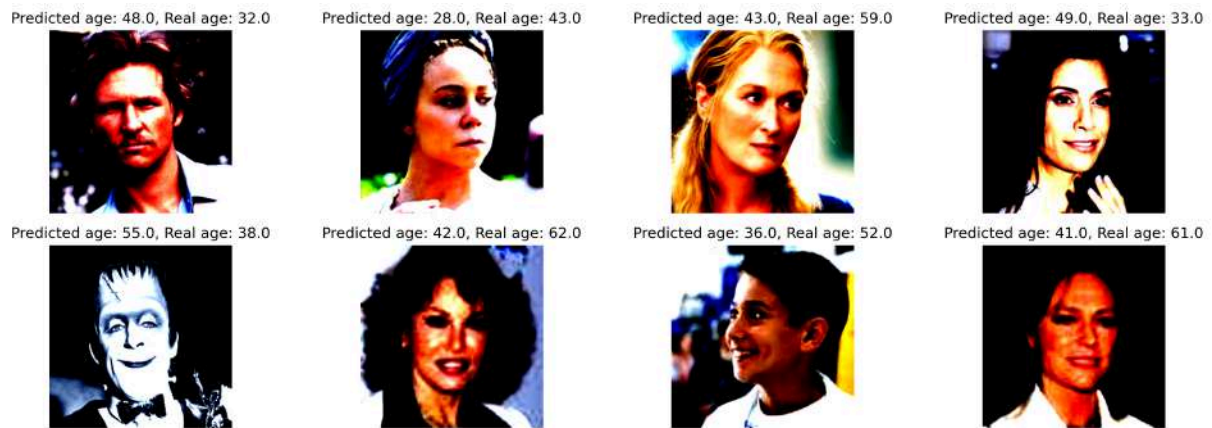 Predicted age: 48.0, Real age: 32.0
Predicted age: 28.0, Real age: 43.0
Predicted age: 43.0, Real age: 59.0
Predicted age: 49.0, Real age: 33.0
Predicted age: 55.0, Real age: 38.0
Predicted age: 42.0, Real age: 62.0
Predicted age: 36.0, Real age: 52.0
Predicted age: 41.0, Real age: 61.0